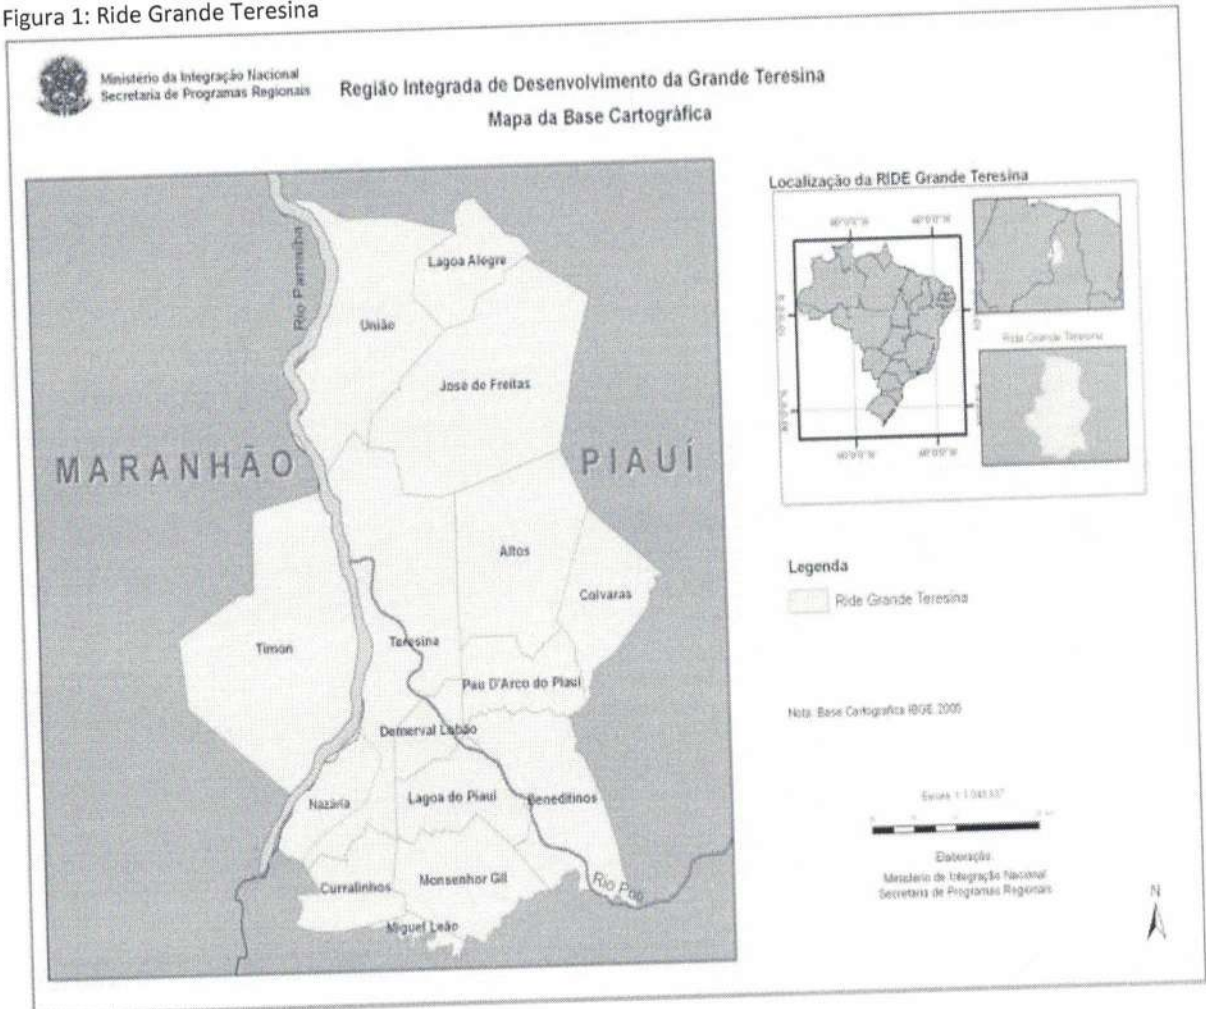 Figura 1: Ride Grande Teresina
Ministério da Integração Nacional
Secretaria de Programas Regionais
Região Integrada de Desenvolvimento da Grande Teresina
Mapa da Base Cartográfica
Localização da RIDE Grande Teresina
Rio Parnaíba
Lagoa Alegre
União
José de Freitas
MARANHÃO
PIAUÍ
Altos
Coivaras
Timon
Teresina
Pau D'Arco do Piauí
Demerval Lobão
Nazária
Lagoa do Piauí
Beneditinos
Curralinhos
Monsenhor Gil
Rio Poti
Miguel Leão
Ride Grande Teresina
Legenda
Ride Grande Teresina
Nota: Base Cartográfica IBGE, 2005
Elaboração:
Ministério de Integração Nacional
Secretaria de Programas Regionais
N